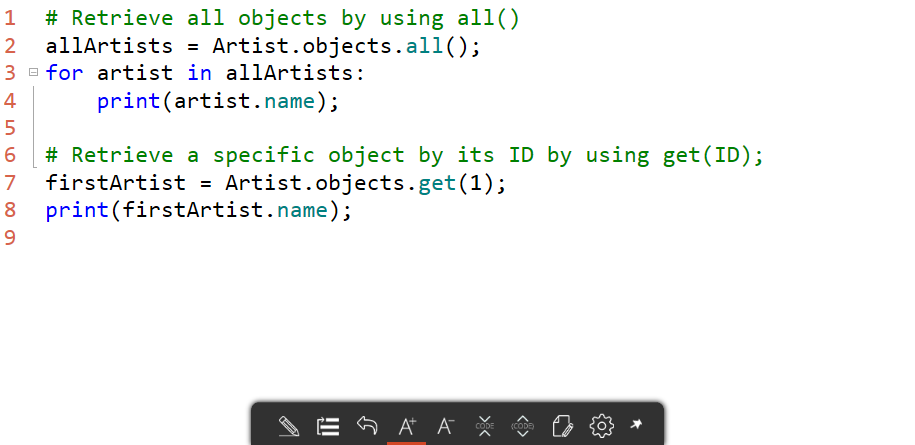 1 # Retrieve all objects by using all()
2 allArtists = Artist.objects.all();
3 for artist in allArtists:
4     print(artist.name);
5
6 # Retrieve a specific object by its ID by using get(ID);
7 firstArtist = Artist.objects.get(1);
8 print(firstArtist.name);
9
A+ A- CODE (CODE)